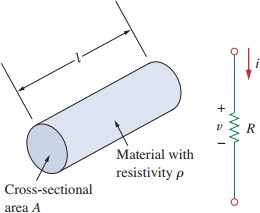 l
i
+
v
R
−
Material with
resistivity ρ
Cross-sectional
area A